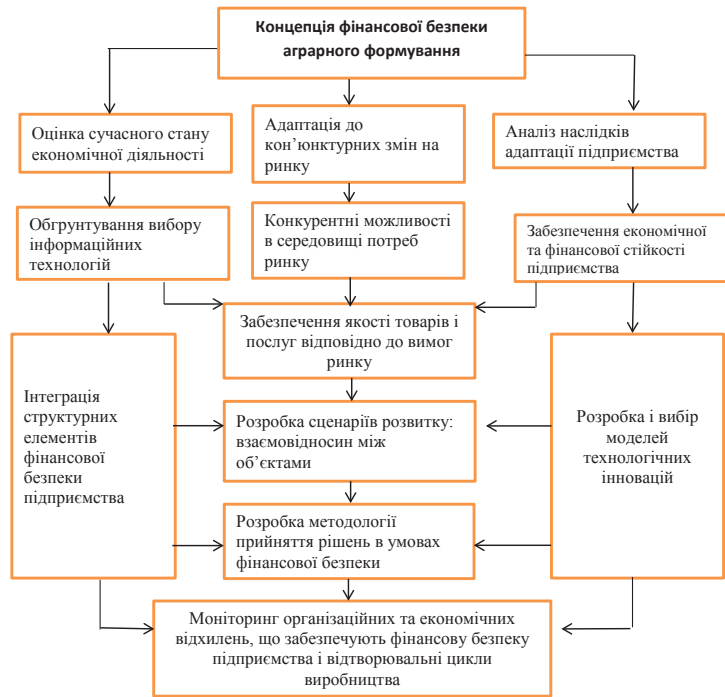 Концепція фінансової безпеки
аграрного формування
Оцінка сучасного стану
економічної діяльності
Адаптація до
кон’юнктурних змін на
ринку
Аналіз наслідків
адаптації підприємства
Обгрунтування вибору
інформаційних
технологій
Конкурентні можливості
в середовищі потреб
ринку
Забезпечення економічної
та фінансової стійкості
підприємства
Забезпечення якості товарів і
послуг відповідно до вимог
ринку
Інтеграція
структурних
елементів
фінансової
безпеки
підприємства
Розробка сценаріїв розвитку:
взаємовідносин між
об’єктами
Розробка і вибір
моделей
технологічних
інновацій
Розробка методології
прийняття рішень в умовах
фінансової безпеки
Моніторинг організаційних та економічних
відхилень, що забезпечують фінансову безпеку
підприємства і відтворювальні цикли
виробництва